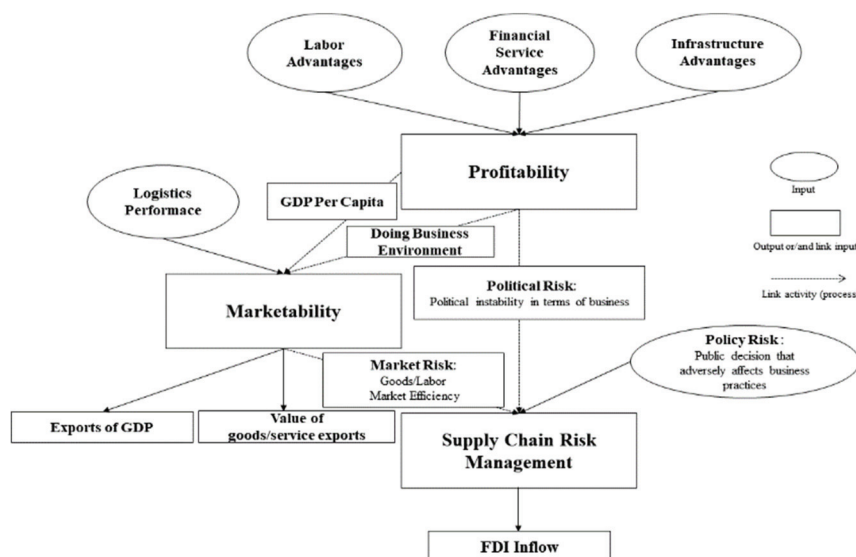 Labor
Advantages
Financial
Service
Advantages
Infrastructure
Advantages
Profitability
Logistics
Performace
GDP Per Capita
Doing Business
Environment
Input
Output or/and link input
Link activity (process
Marketability
Political Risk:
Political instability in terms of business
Policy Risk :
Public decision that
adversely affects business
practices
Market Risk:
Goods/Labor
Market Efficiency
Exports of GDP
Value of
goods/service exports
Supply Chain Risk
Management
FDI Inflow